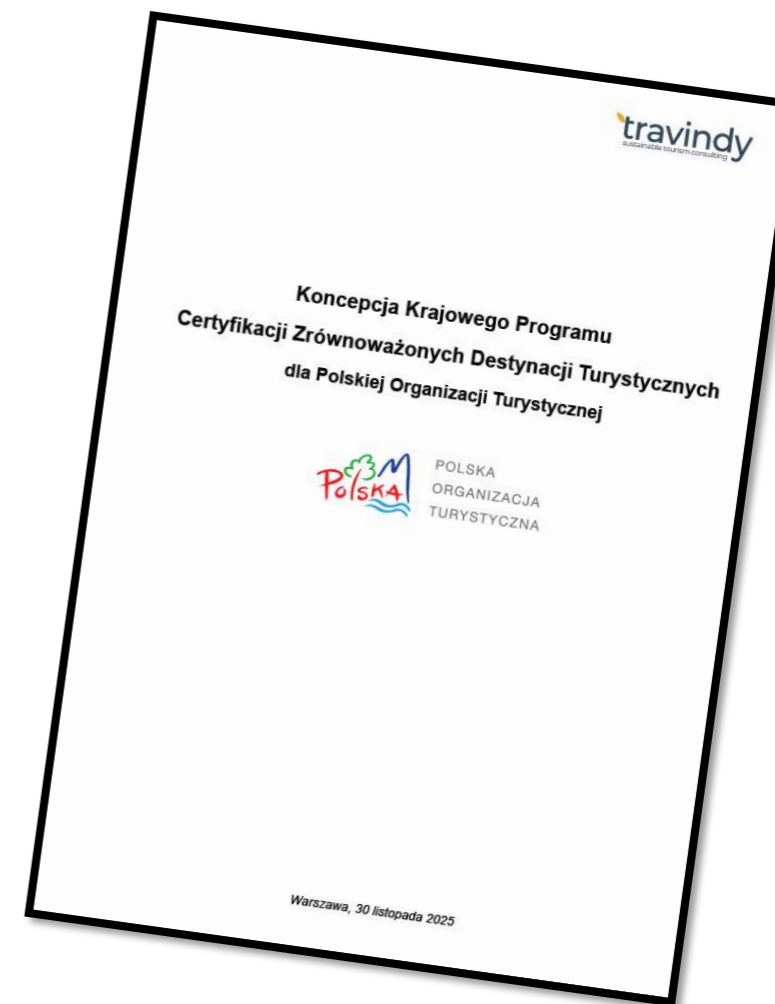 travindy
sustainable tourism consulting
Koncepcja Krajowego Programu
Certyfikacji Zrównoważonych Destynacji Turystycznych
dla Polskiej Organizacji Turystycznej
Polska
POLSKA
ORGANIZACJA
TURYSTYCZNA
Warszawa, 30 listopada 2025